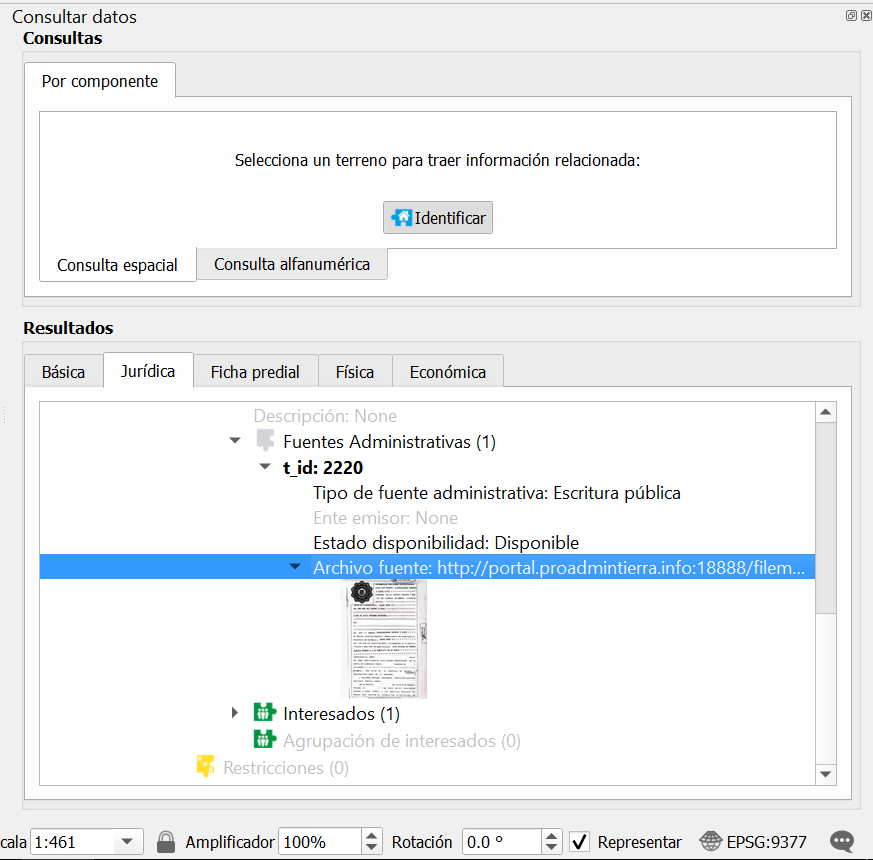 Consultar datos
Consultas
Por componente
Selecciona un terreno para traer información relacionada:
Identificar
Consulta espacial
Consulta alfanumérica
Resultados
Básica
Jurídica
Ficha predial
Física
Económica
Descripción: None
Fuentes Administrativas (1)
t_id: 2220
Tipo de fuente administrativa: Escritura pública
Ente emisor: None
Estado disponibilidad: Disponible
Archivo fuente: http://portal.proadmintierra.info:18888/filem...
Interesados (1)
Agrupación de interesados (0)
Restricciones (0)
cala 1:461 Amplificador 100% Rotación 0.0 ° Representar EPSG:9377